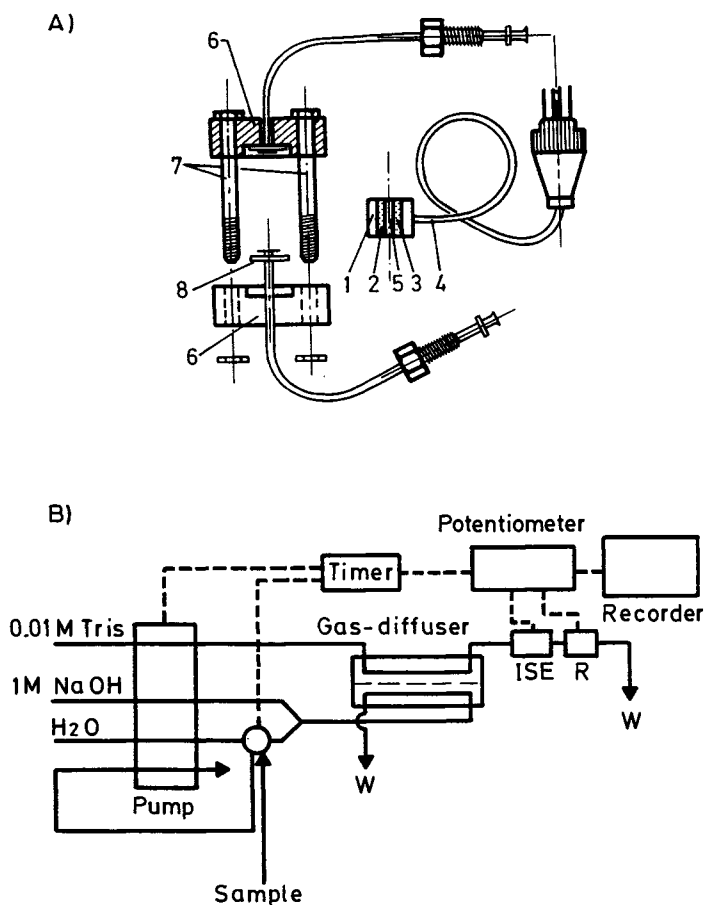 A)
6
7
8
6
1 2 5 3 4
B)
Potentiometer
Timer
Recorder
0.01M Tris
Gas-diffuser
ISE R
1M NaOH
W
H2O
W
Pump
Sample